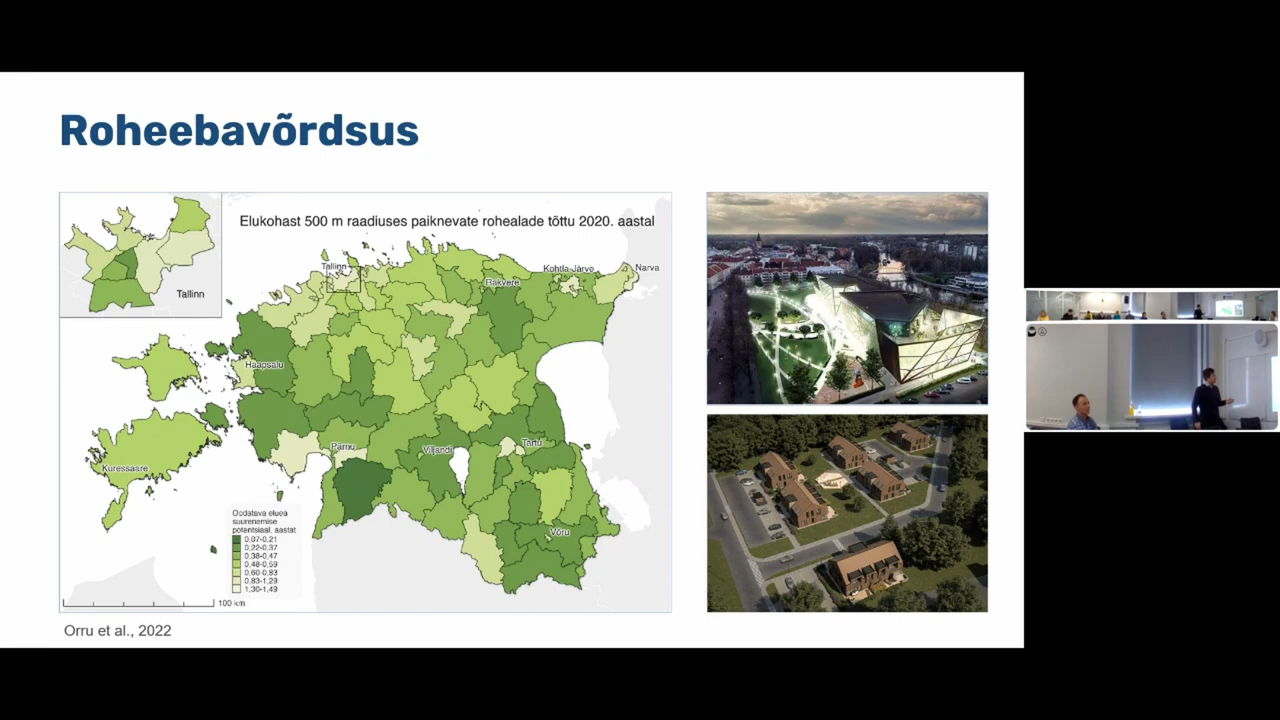 Roheebavõrdsus
Elukohast 500 m raadiuses paiknevate rohealade tõttu 2020. aastal
Tallinn
Tallinn
Kohtla-Järve
Narva
Rakvere
Haapsalu
Pärnu
Viljandi
Tartu
Kuressaare
Võru
Oodatava eluea
suurenemise
potentsiaal, aastat
0,07-0,21
0,22-0,37
0,38-0,47
0,48-0,59
0,60-0,83
0,83-1,29
1,30-1,49
100 km
Orru et al., 2022